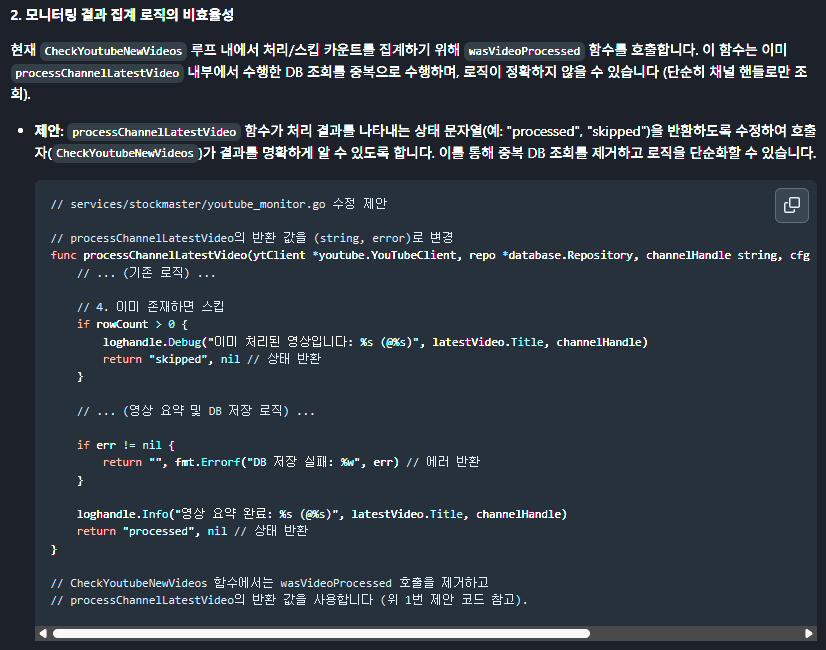 2. 모니터링 결과 집계 로직의 비효율성
현재 CheckYoutubeNewVideos 루프 내에서 처리/스킵 카운트를 집계하기 위해 wasVideoProcessed 함수를 호출합니다. 이 함수는 이미
processChannelLatestVideo 내부에서 수행한 DB 조회를 중복으로 수행하며, 로직이 정확하지 않을 수 있습니다 (단순히 채널 핸들로만 조
회).
• 제안: processChannelLatestVideo 함수가 처리 결과를 나타내는 상태 문자열(예: "processed", "skipped")을 반환하도록 수정하여 호출
자(CheckYoutubeNewVideos)가 결과를 명확하게 알 수 있도록 합니다. 이를 통해 중복 DB 조회를 제거하고 로직을 단순화할 수 있습니다.
// services/stockmaster/youtube_monitor.go 수정 제안
// processChannelLatestVideo의 반환 값을 (string, error)로 변경
func processChannelLatestVideo(ytClient *youtube.YouTubeClient, repo *database.Repository, channelHandle string, cfg
// ... (기존 로직) ...
// 4. 이미 존재하면 스킵
if rowCount > 0 {
loghandle.Debug("이미 처리된 영상입니다: %s (@%s)", latestVideo.Title, channelHandle)
return "skipped", nil // 상태 반환
}
// ... (영상 요약 및 DB 저장 로직) ...
if err != nil {
return "", fmt.Errorf("DB 저장 실패: %w", err) // 에러 반환
}
loghandle.Info("영상 요약 완료: %s (@%s)", latestVideo.Title, channelHandle)
return "processed", nil // 상태 반환
}
// CheckYoutubeNewVideos 함수에서는 wasVideoProcessed 호출을 제거하고
// processChannelLatestVideo의 반환 값을 사용합니다 (위 1번 제안 코드 참고).